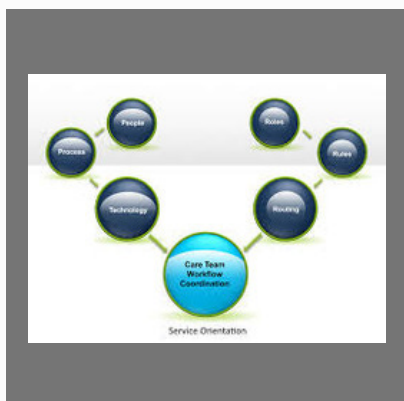 People
Roles
Process
Rules
Technology
Routing
Care Team
Workflow
Coordination
Service Orientation